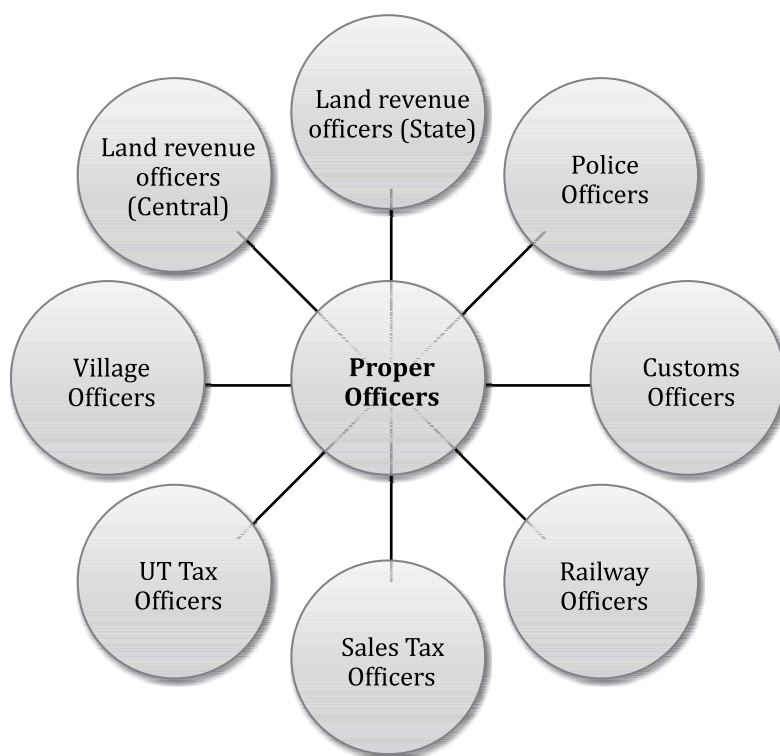 Land revenue
officers (State)
Land revenue
officers
(Central)
Police
Officers
Village
Officers
Proper
Officers
Customs
Officers
UT Tax
Officers
Railway
Officers
Sales Tax
Officers